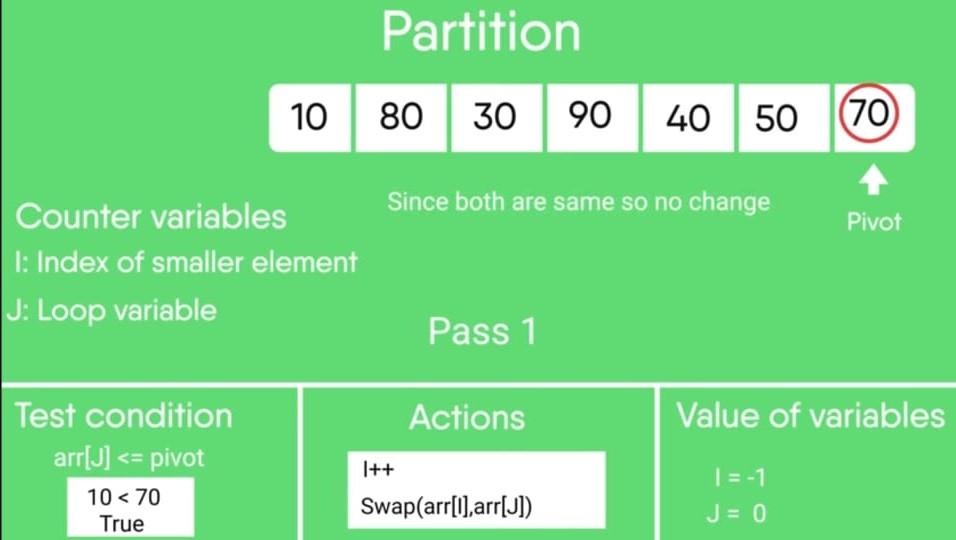 Partition
10 80 30 90 40 50 70
Since both are same so no change
Pivot
Counter variables
I: Index of smaller element
J: Loop variable
Pass 1
Test condition
arr[J] <= pivot
10 < 70
True
Actions
I++
Swap(arr[I],arr[J])
Value of variables
I = -1
J = 0